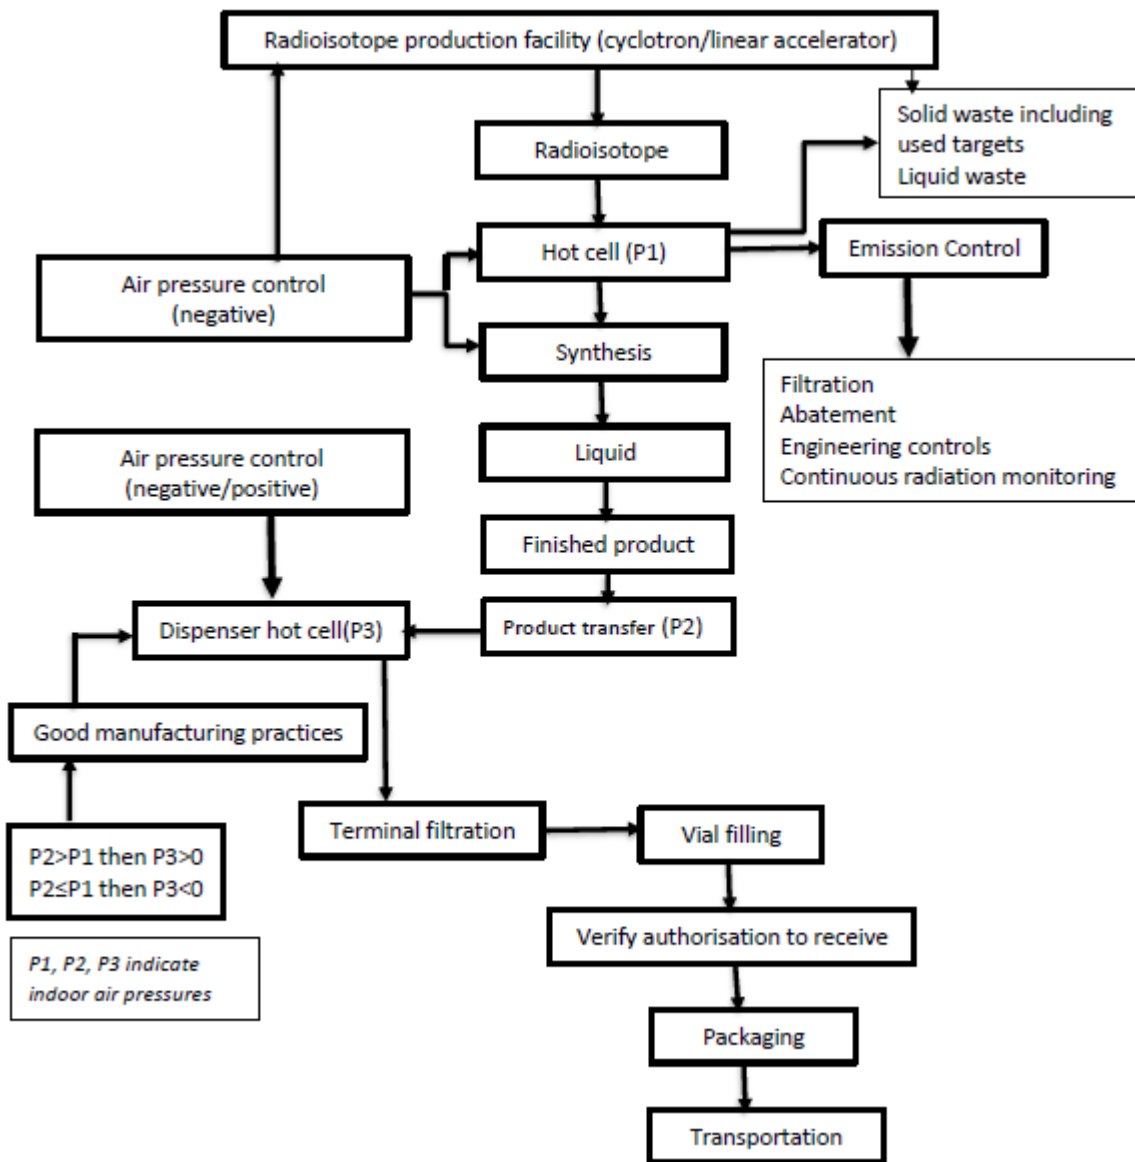 Radioisotope production facility (cyclotron/linear accelerator)
Solid waste including
used targets
Liquid waste
Radioisotope
Hot cell (P1)
Emission Control
Air pressure control
(negative)
Synthesis
Filtration
Abatement
Engineering controls
Continuous radiation monitoring
Liquid
Air pressure control
(negative/positive)
Finished product
Dispenser hot cell(P3)
Product transfer (P2)
Good manufacturing practices
Terminal filtration
Vial filling
P2>P1 then P3>0
P2≤P1 then P3<0
Verify authorisation to receive
P1, P2, P3 indicate
indoor air pressures
Packaging
Transportation